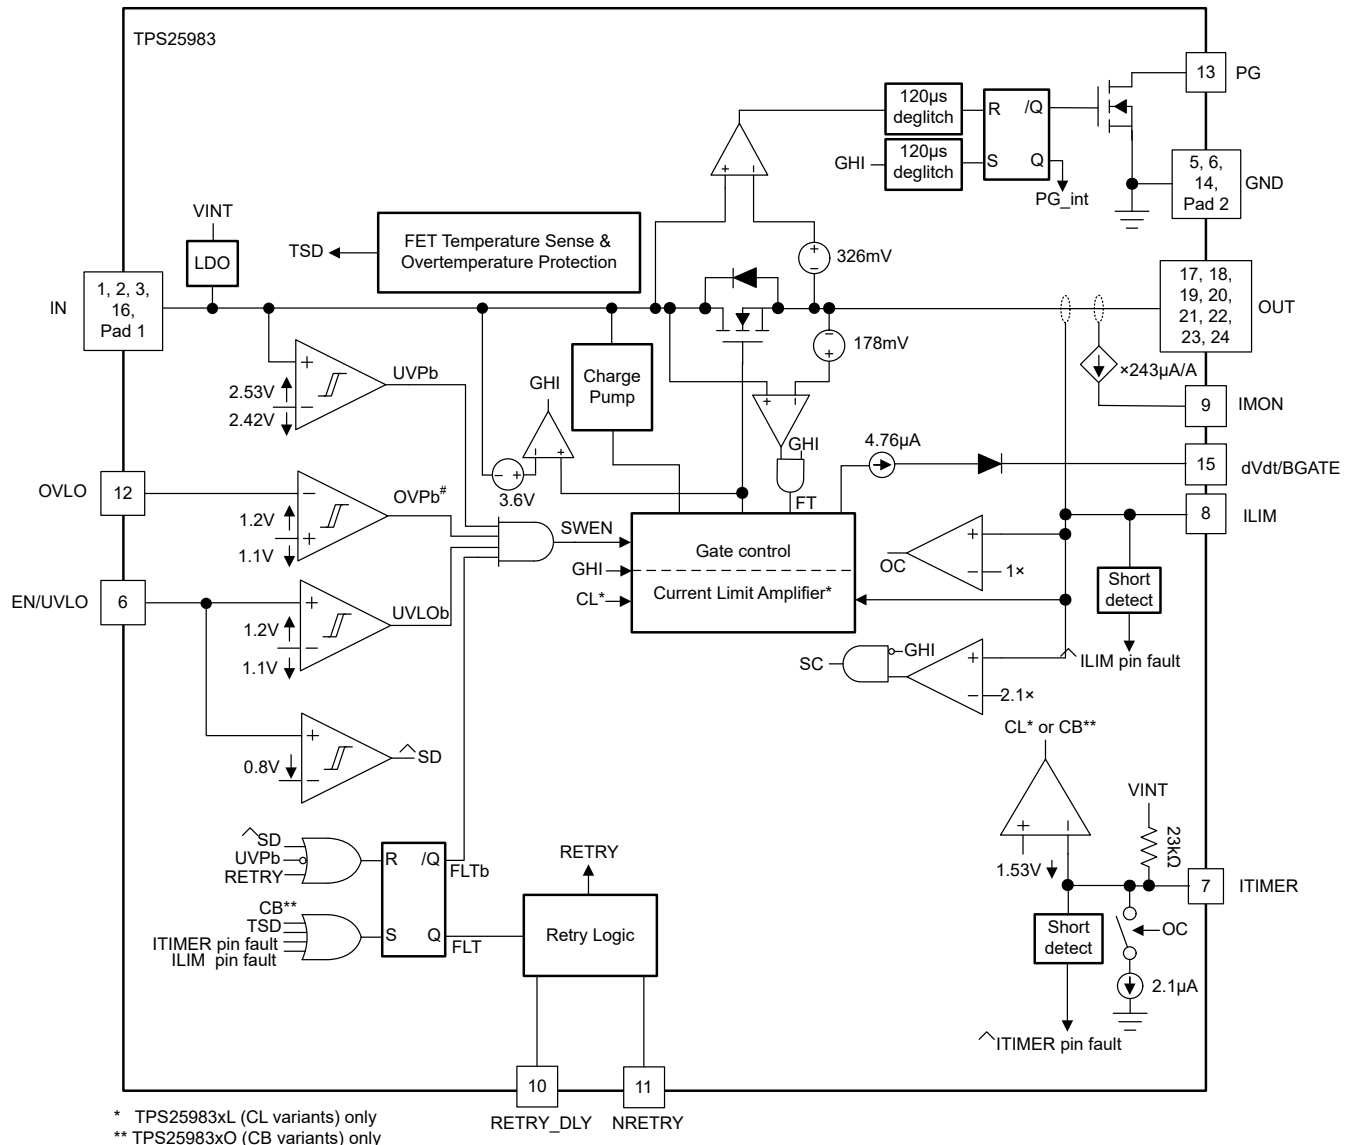 TPS25983
13
PG
120µs
deglitch
R
/Q
GHI
120µs
deglitch
S
Q
PG_int
5, 6,
14,
Pad 2
GND
+
−
VINT
LDO
TSD
FET Temperature Sense &
Overtemperature Protection
+
−
326mV
IN
1, 2, 3,
16,
Pad 1
17, 18,
19, 20,
21, 22,
23, 24
OUT
−
+
178mV
×243µA/A
+
2.53V
−
2.42V
UVPb
GHI
Charge
Pump
−
+
+
−
9
IMON
GHI
4.76µA
15
dVdt/BGATE
−
+
3.6V
FT
OVLO
12
−
1.2V
+
1.1V
OVPb#
8
ILIM
SWEN
Gate control
GHI
CL*
Current Limit Amplifier*
+
OC
−
1×
Short
detect
EN/UVLO
6
+
1.2V
−
1.1V
UVLOb
SC
GHI
+
−
2.1×
^ILIM pin fault
+
0.8V
−
^SD
CL* or CB**
VINT
+
−
23kΩ
1.53V
7
ITIMER
^SD
UVPb
RETRY
R
/Q
FLTb
CB**
TSD
ITIMER pin fault
ILIM pin fault
S
Q
FLT
RETRY
Retry Logic
Short
detect
OC
2.1µA
^ITIMER pin fault
10
11
RETRY_DLY
NRETRY
* TPS25983xL (CL variants) only
** TPS25983xO (CB variants) only